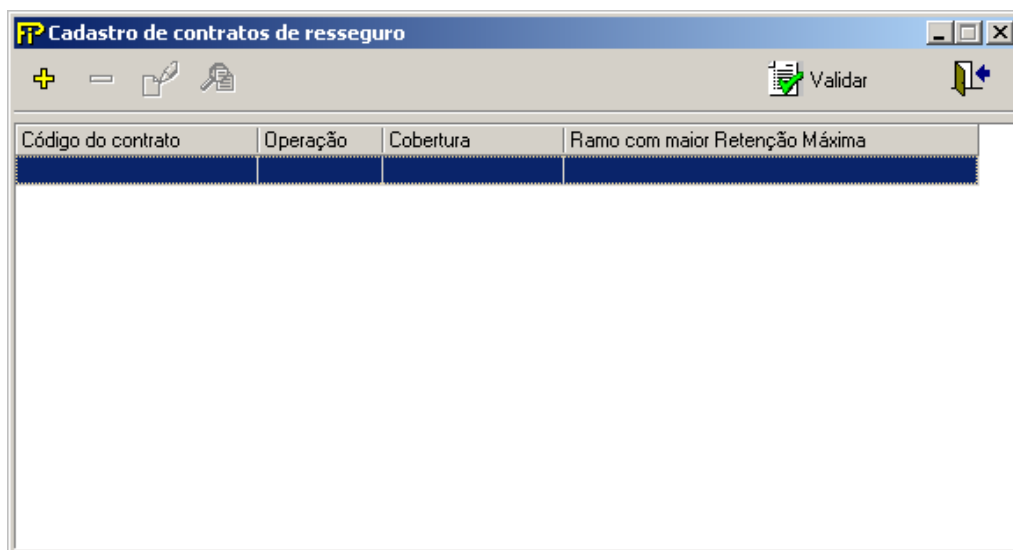 FiP Cadastro de contratos de resseguro
Validar
Código do contrato Operação Cobertura Ramo com maior Retenção Máxima